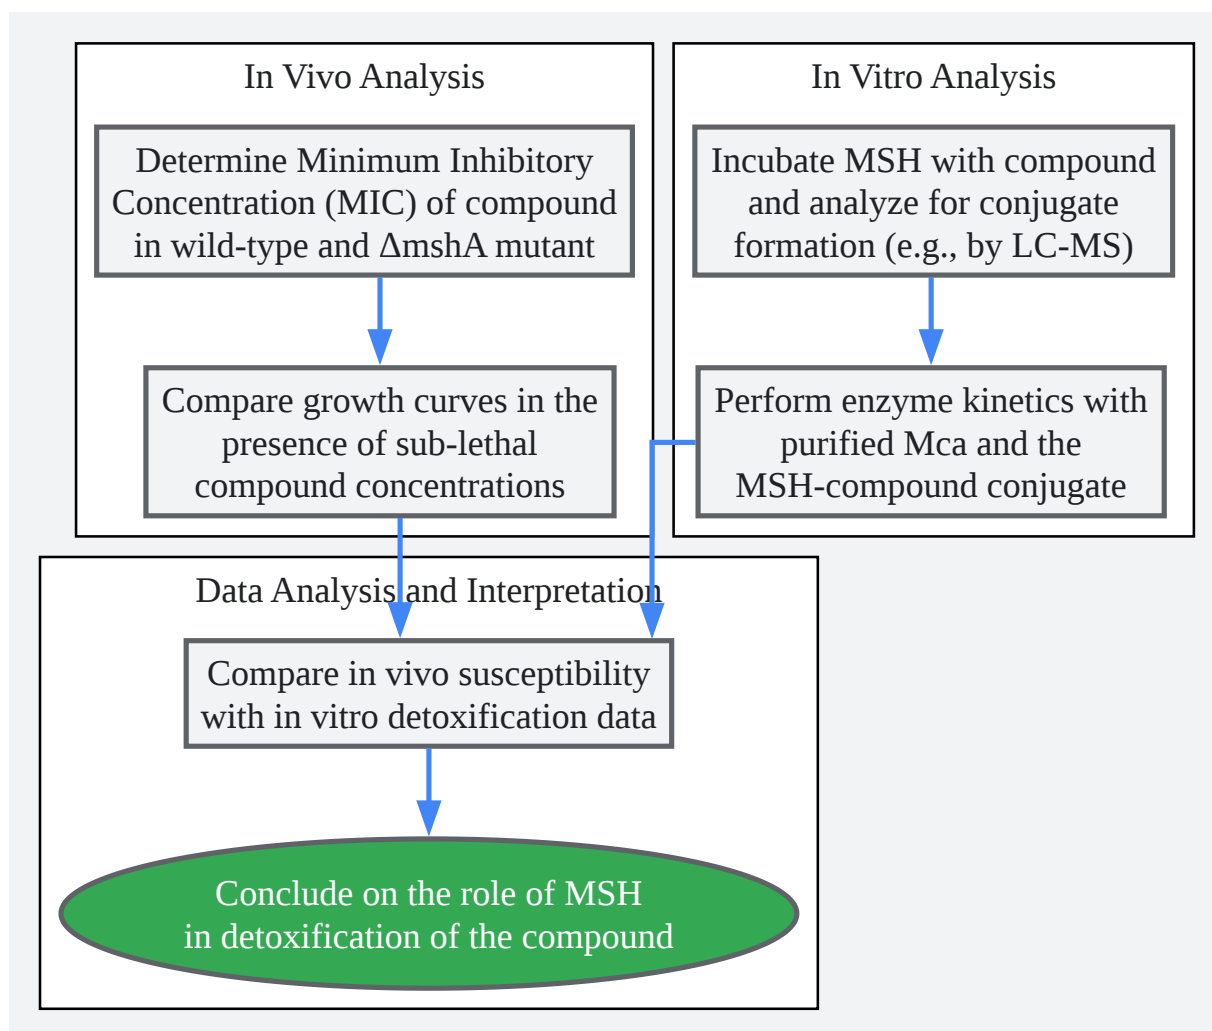 In Vivo Analysis
Determine Minimum Inhibitory
Concentration (MIC) of compound
in wild-type and ΔmshA mutant
Compare growth curves in the
presence of sub-lethal
compound concentrations
In Vitro Analysis
Incubate MSH with compound
and analyze for conjugate
formation (e.g., by LC-MS)
Perform enzyme kinetics with
purified Mca and the
MSH-compound conjugate
Data Analysis and Interpretation
Compare in vivo susceptibility
with in vitro detoxification data
Conclude on the role of MSH
in detoxification of the compound